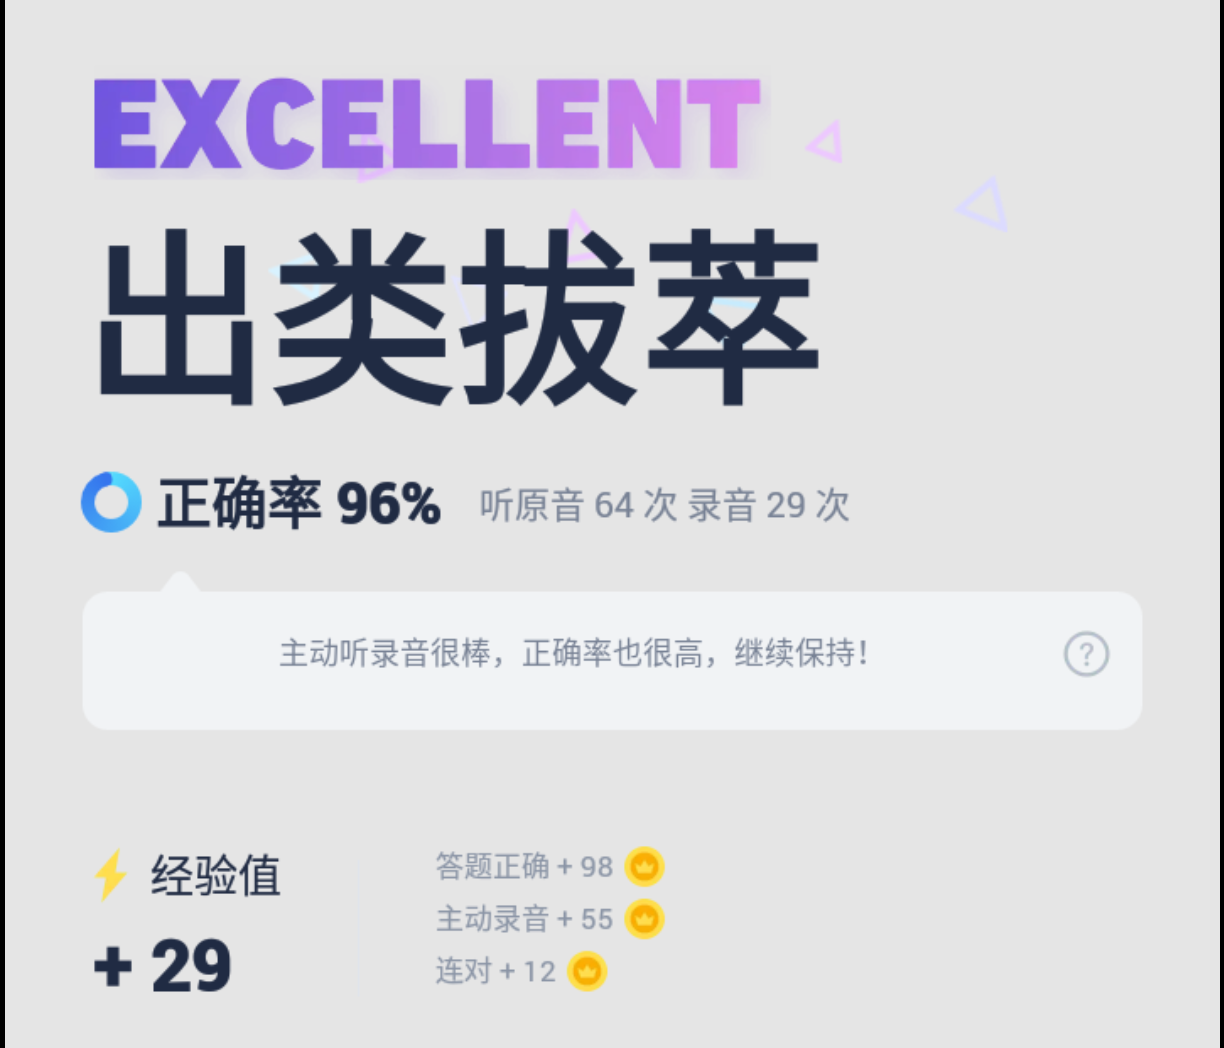 EXCELLENT
出类拔萃
正确率 96% 听原音 64 次 录音 29 次
主动听录音很棒，正确率也很高，继续保持！
?
经验值
+ 29
答题正确 + 98
主动录音 + 55
连对 + 12